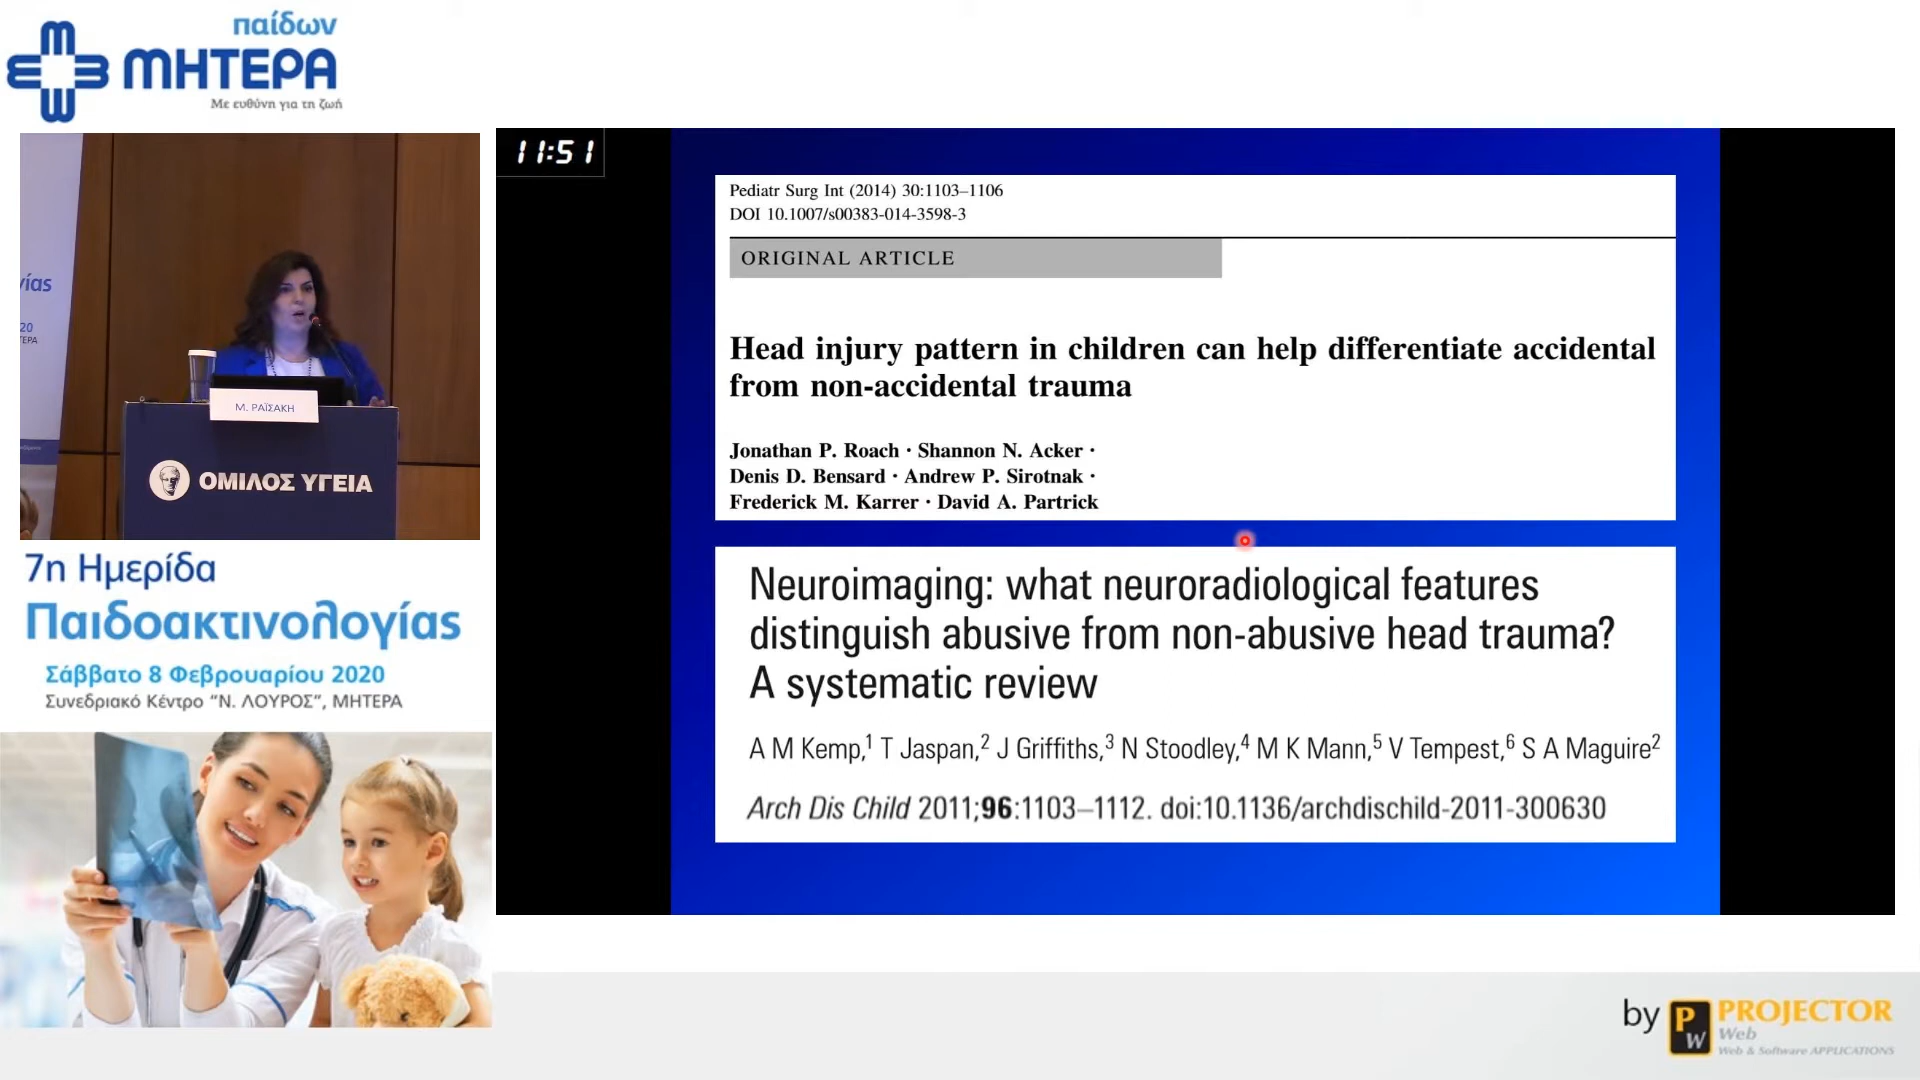 παίδων
ΜΗΤΕΡΑ
Με ευθύνη για τη ζωή
ίας
20
ΤΕΡΑ
Μ. ΡΑΪΣΑΚΗ
ΟΜΙΛΟΣ ΥΓΕΙΑ
7η Ημερίδα
Παιδοακτινολογίας
Σάββατο 8 Φεβρουαρίου 2020
Συνεδριακό Κέντρο “Ν. ΛΟΥΡΟΣ”, ΜΗΤΕΡΑ
11:51
Pediatr Surg Int (2014) 30:1103–1106
DOI 10.1007/s00383-014-3598-3
ORIGINAL ARTICLE
Head injury pattern in children can help differentiate accidental
from non-accidental trauma
Jonathan P. Roach · Shannon N. Acker ·
Denis D. Bensard · Andrew P. Sirotnak ·
Frederick M. Karrer · David A. Partrick
Neuroimaging: what neuroradiological features
distinguish abusive from non-abusive head trauma?
A systematic review
A M Kemp,1 T Jaspan,2 J Griffiths,3 N Stoodley,4 M K Mann,5 V Tempest,6 S A Maguire2
Arch Dis Child 2011;96:1103–1112. doi:10.1136/archdischild-2011-300630
by PW PROJECTOR
Web
Web & Software APPLICATIONS